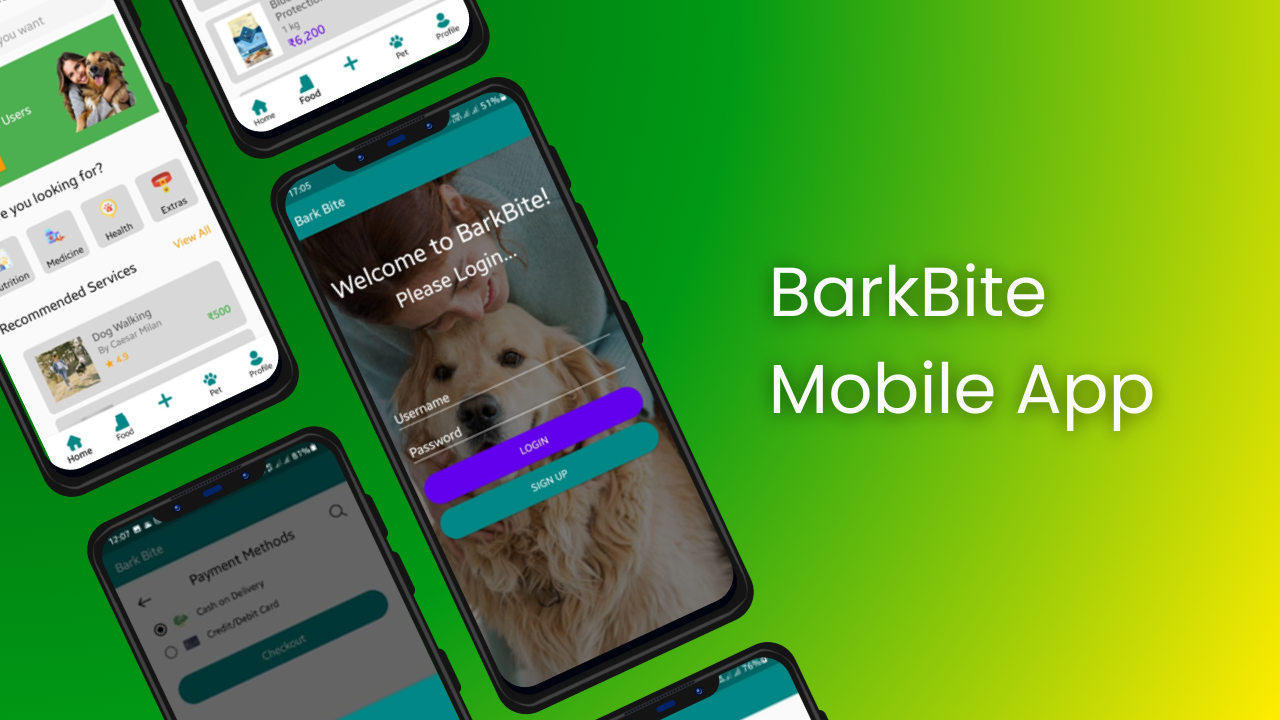 you want
Users
e you looking for?
utrition
Medicine
Health
Extras
Recommended Services
View All
Dog Walking
By Caesar Milan
4.9
₹500
Home
Food
Pet
Profile
Protection
1 kg
₹6,200
Home
Food
Pet
Profile
17:05
51%
Bark Bite
Welcome to BarkBite!
Please Login...
Username
Password
LOGIN
SIGN UP
12:07
81%
Bark Bite
Payment Methods
Cash on Delivery
Credit/Debit Card
Checkout
76%
BarkBite
Mobile App